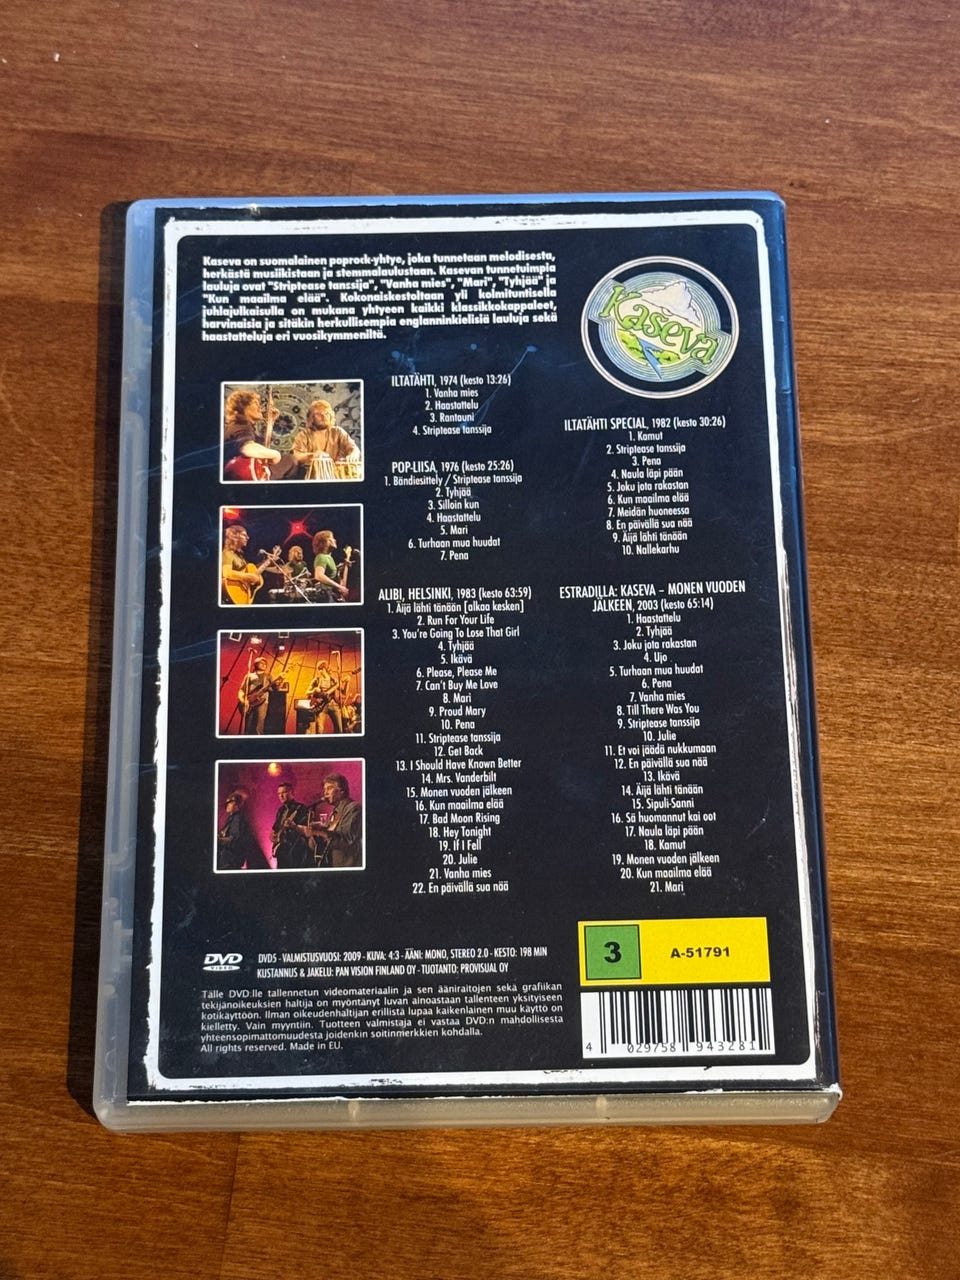 Kaseva on suomalainen poprock-yhtye, joka tunnetaan melodisesta,
herkästä musiikistaan ja stemmalaulustaan. Kasevan tunnetuimpia
lauluja ovat "Striptease tanssija", "Vanha mies", "Mari", "Tyhjää" ja
"Kun maailma elää". Kokonaiskestoltaan yli kolmituntisella
juhlajulkaisulla on mukana yhtyeen kaikki klassikkokappaleet,
harvinaisia ja sitäkin herkullisempia englanninkielisiä lauluja sekä
haastatteluja eri vuosikymmeniltä.
Kaseva
ILTATÄHTI, 1974 (kesto 13:26)
1. Vanha mies
2. Haastattelu
3. Rantauni
4. Striptease tanssija
POP-LIISA, 1976 (kesto 25:26)
1. Bändiesittely / Striptease tanssija
2. Tyhjää
3. Silloin kun
4. Haastattelu
5. Mari
6. Turhaan mua huudat
7. Pena
ILTATÄHTI SPECIAL, 1982 (kesto 30:26)
1. Kamut
2. Striptease tanssija
3. Pena
4. Naula läpi pään
5. Joku jota rakastan
6. Kun maailma elää
7. Meidän huoneessa
8. En päivällä sua nää
9. Äijä lähti tänään
10. Nallekarhu
ALIBI, HELSINKI, 1983 (kesto 63:59)
1. Äijä lähti tänään [alkaa kesken]
2. Run For Your Life
3. You're Going To Lose That Girl
4. Tyhjää
5. Ikävä
6. Please, Please Me
7. Can't Buy Me Love
8. Mari
9. Proud Mary
10. Pena
11. Striptease tanssija
12. Get Back
13. I Should Have Known Better
14. Mrs. Vanderbilt
15. Monen vuoden jälkeen
16. Kun maailma elää
17. Bad Moon Rising
18. Hey Tonight
19. If I Fell
20. Julie
21. Vanha mies
22. En päivällä sua nää
ESTRADILLA: KASEVA – MONEN VUODEN
JÄLKEEN, 2003 (kesto 65:14)
1. Haastattelu
2. Tyhjää
3. Joku jota rakastan
4. Ujo
5. Turhaan mua huudat
6. Pena
7. Vanha mies
8. Till There Was You
9. Striptease tanssija
10. Julie
11. Et voi jäädä nukkumaan
12. En päivällä sua nää
13. Ikävä
14. Äijä lähti tänään
15. Sipuli-Sanni
16. Sä huomannut kai oot
17. Naula läpi pään
18. Kamut
19. Monen vuoden jälkeen
20. Kun maailma elää
21. Mari
DVD VIDEO
DVD5 - VALMISTUSVUOSI: 2009 - KUVA: 4:3 - ÄÄNI: MONO, STEREO 2.0 - KESTO: 198 MIN
KUSTANNUS & JAKELU: PAN VISION FINLAND OY - TUOTANTO: PROVISUAL OY
Tälle DVD:lle tallennetun videomateriaalin ja sen ääniraitojen sekä grafiikan
tekijänoikeuksien haltija on myöntänyt luvan ainoastaan tallenteen yksityiseen
kotikäyttöön. Ilman oikeudenhaltijan erillistä lupaa kaikenlainen muu käyttö on
kielletty. Vain myyntiin. Tuotteen valmistaja ei vastaa DVD:n mahdollisesta
yhteensopimattomuudesta joidenkin soitinmerkkien kohdalla.
All rights reserved. Made in EU.
3
A-51791
4 029758 943281